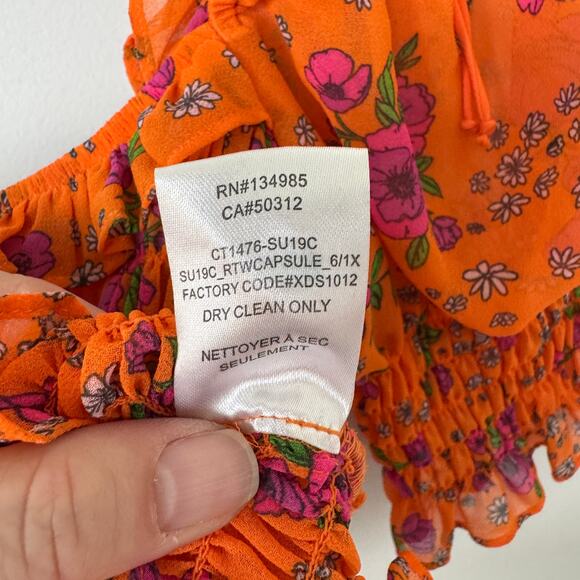 RN#134985
CA#50312
CT1476-SU19C
SU19C_RTWCAPSULE_6/1X
FACTORY CODE#XDS1012
DRY CLEAN ONLY
NETTOYER À SEC
SEULEMENT